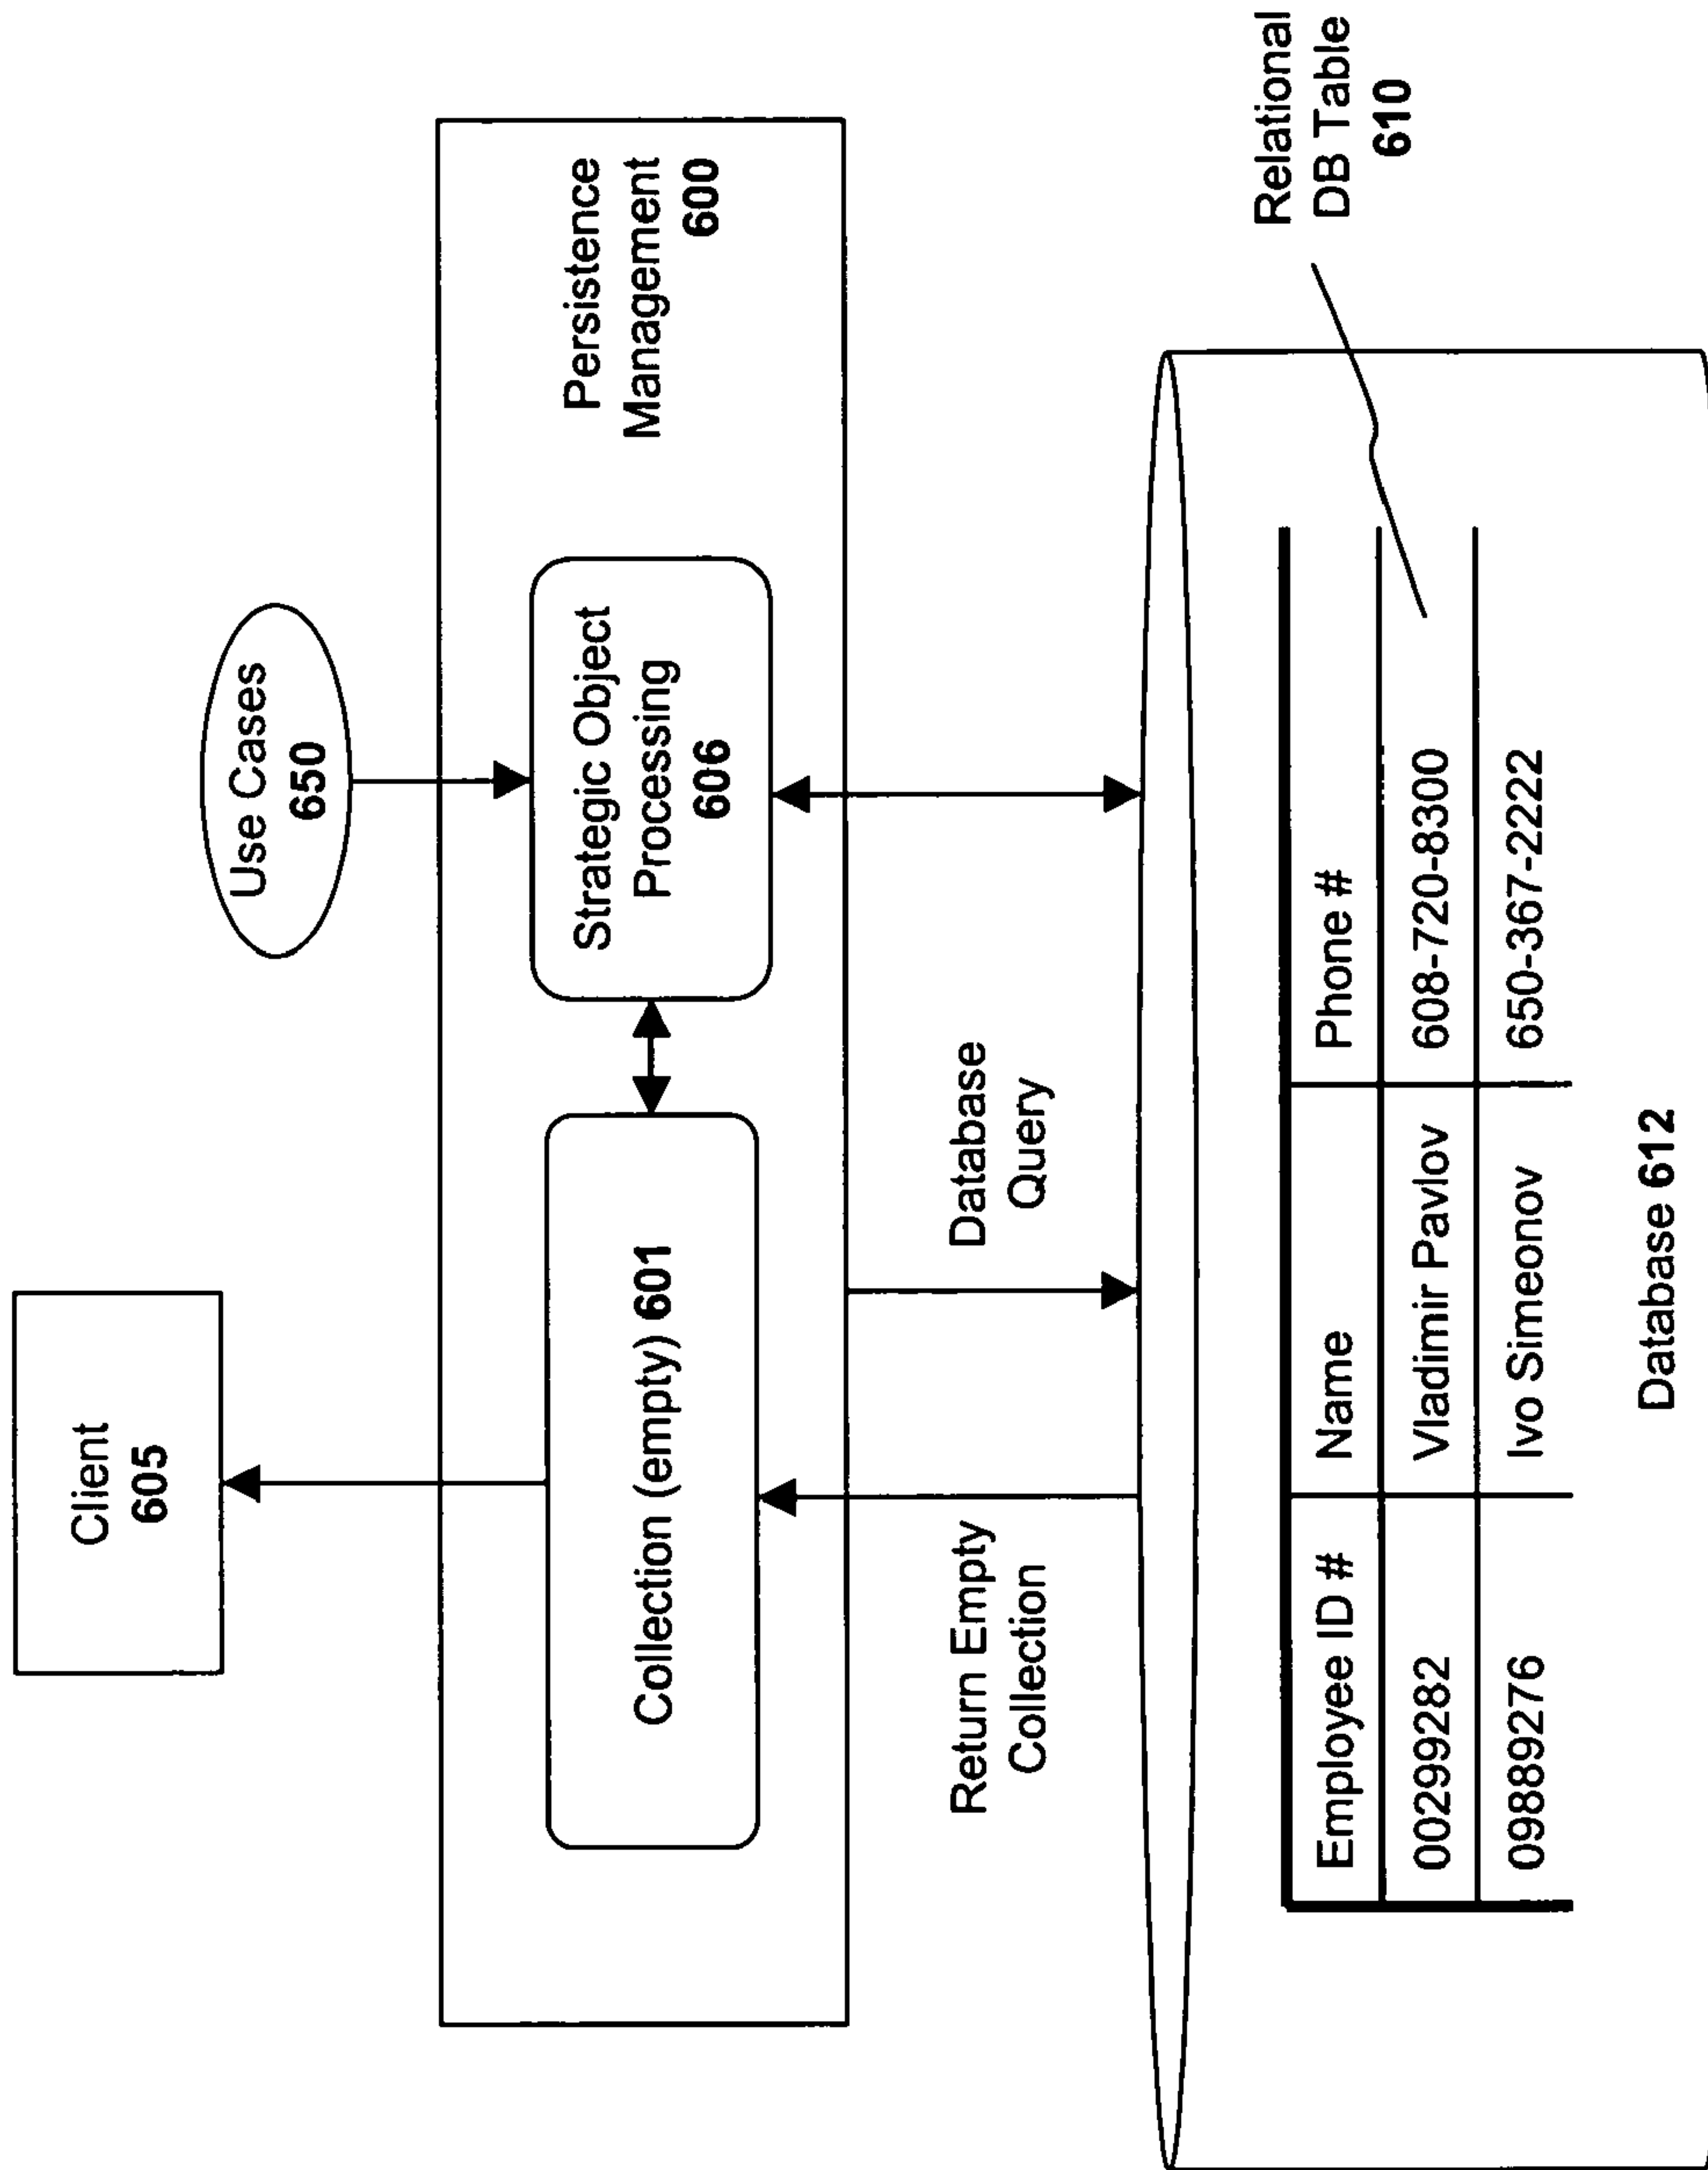 Client
605
Use Cases
650
Collection (empty) 601
Strategic Object
Processing
606
Persistence
Management
600
Return Empty
Collection
Database
Query
Relational
DB Table
610
Employee ID #
Name
Phone #
00299282
Vladimir Pavlov
608-720-8300
09889276
Ivo Simeonov
650-367-2222
Database 612